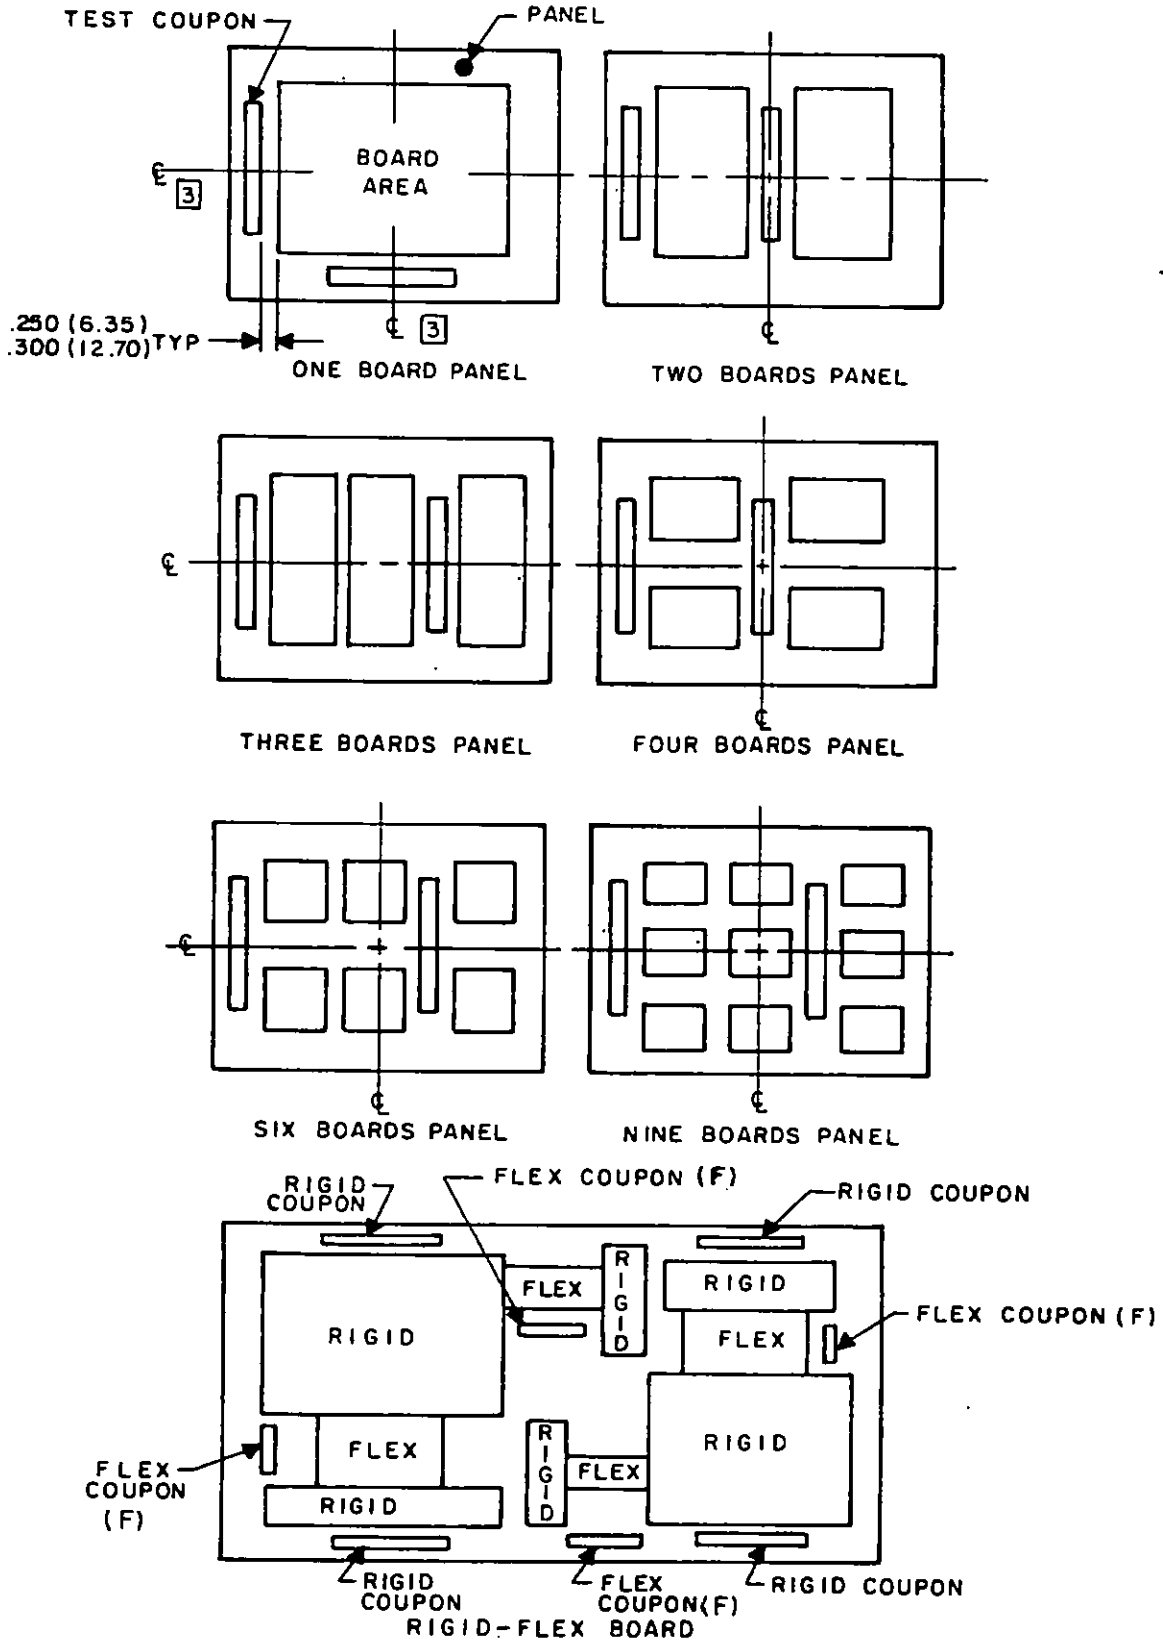 TEST COUPON
PANEL
BOARD
AREA
℄
3
℄
3
℄
.250 (6.35)
.300 (12.70) TYP
ONE BOARD PANEL
TWO BOARDS PANEL
℄
℄
THREE BOARDS PANEL
FOUR BOARDS PANEL
℄
℄
℄
SIX BOARDS PANEL
NINE BOARDS PANEL
RIGID
COUPON
FLEX COUPON (F)
RIGID COUPON
RIGID
FLEX
RIGID
RIGID
FLEX
FLEX COUPON (F)
RIGID
FLEX
RIGID
FLEX
RIGID
FLEX
COUPON
(F)
RIGID
RIGID
COUPON
FLEX
COUPON(F)
RIGID COUPON
RIGID-FLEX BOARD